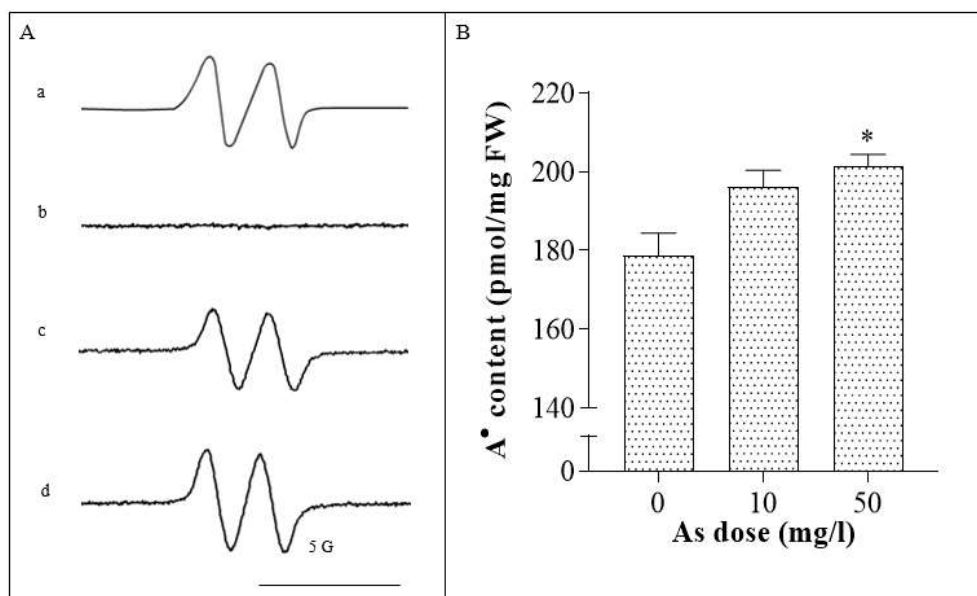 A
a
b
c
d
5 G
B
A• content (pmol/mg FW)
220
200
180
160
140
0
*
0 10 50
As dose (mg/l)